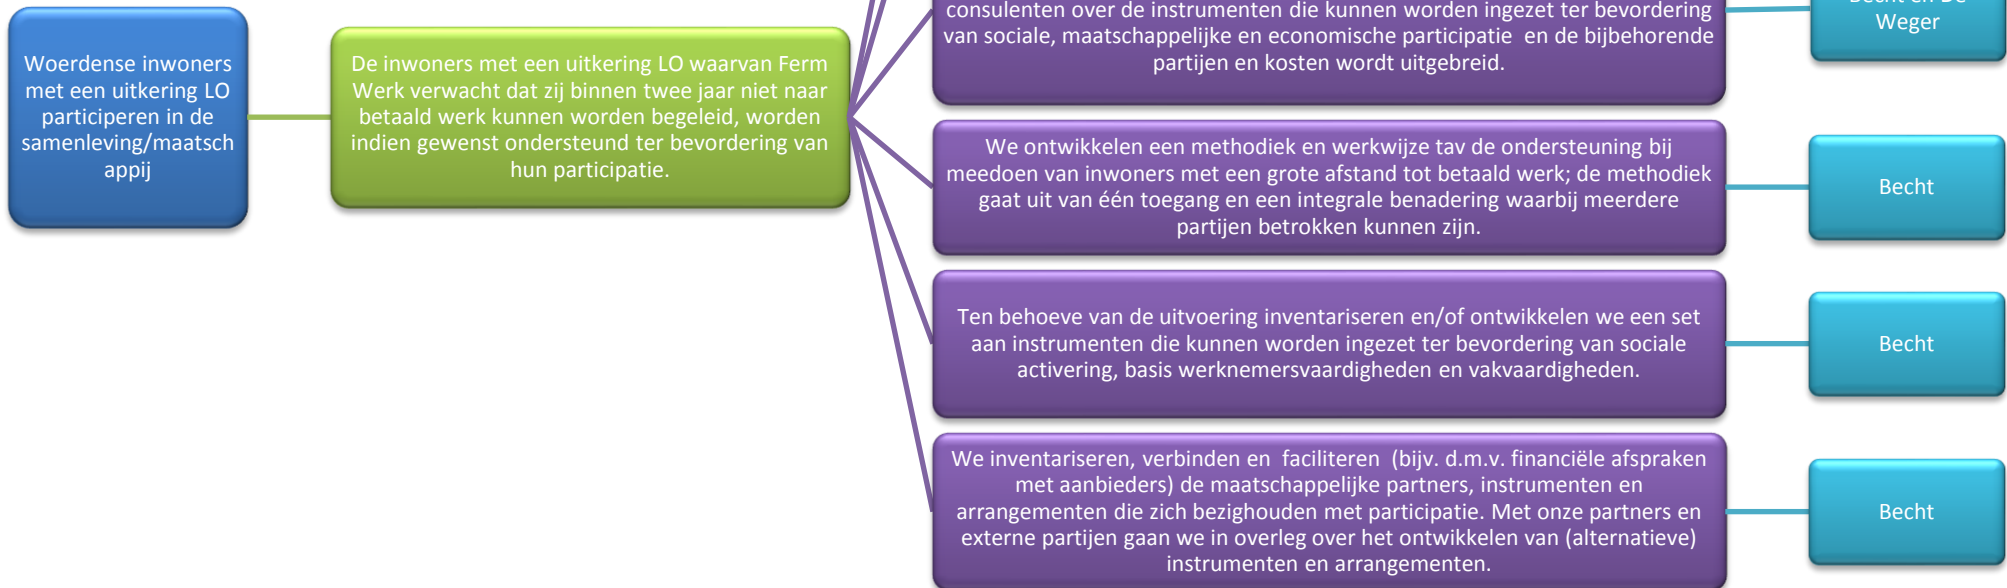 Woerdense inwoners
met een uitkering LO
participeren in de
samenleving/maatsch
appij
De inwoners met een uitkering LO waarvan Ferm
Werk verwacht dat zij binnen twee jaar niet naar
betaald werk kunnen worden begeleid, worden
indien gewenst ondersteund ter bevordering van
hun participatie.
consulenten over de instrumenten die kunnen worden ingezet ter bevordering
van sociale, maatschappelijke en economische participatie en de bijbehorende
partijen en kosten wordt uitgebreid.
Becht en De
Weger
We ontwikkelen een methodiek en werkwijze tav de ondersteuning bij
meedoen van inwoners met een grote afstand tot betaald werk; de methodiek
gaat uit van één toegang en een integrale benadering waarbij meerdere
partijen betrokken kunnen zijn.
Becht
Ten behoeve van de uitvoering inventariseren en/of ontwikkelen we een set
aan instrumenten die kunnen worden ingezet ter bevordering van sociale
activering, basis werknemersvaardigheden en vakvaardigheden.
Becht
We inventariseren, verbinden en faciliteren (bijv. d.m.v. financiële afspraken
met aanbieders) de maatschappelijke partners, instrumenten en
arrangementen die zich bezighouden met participatie. Met onze partners en
externe partijen gaan we in overleg over het ontwikkelen van (alternatieve)
instrumenten en arrangementen.
Becht